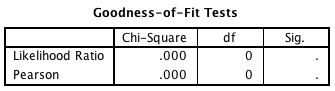 Goodness-of-Fit Tests
Chi-Square df Sig.
Likelihood Ratio .000 0 .
Pearson .000 0 .